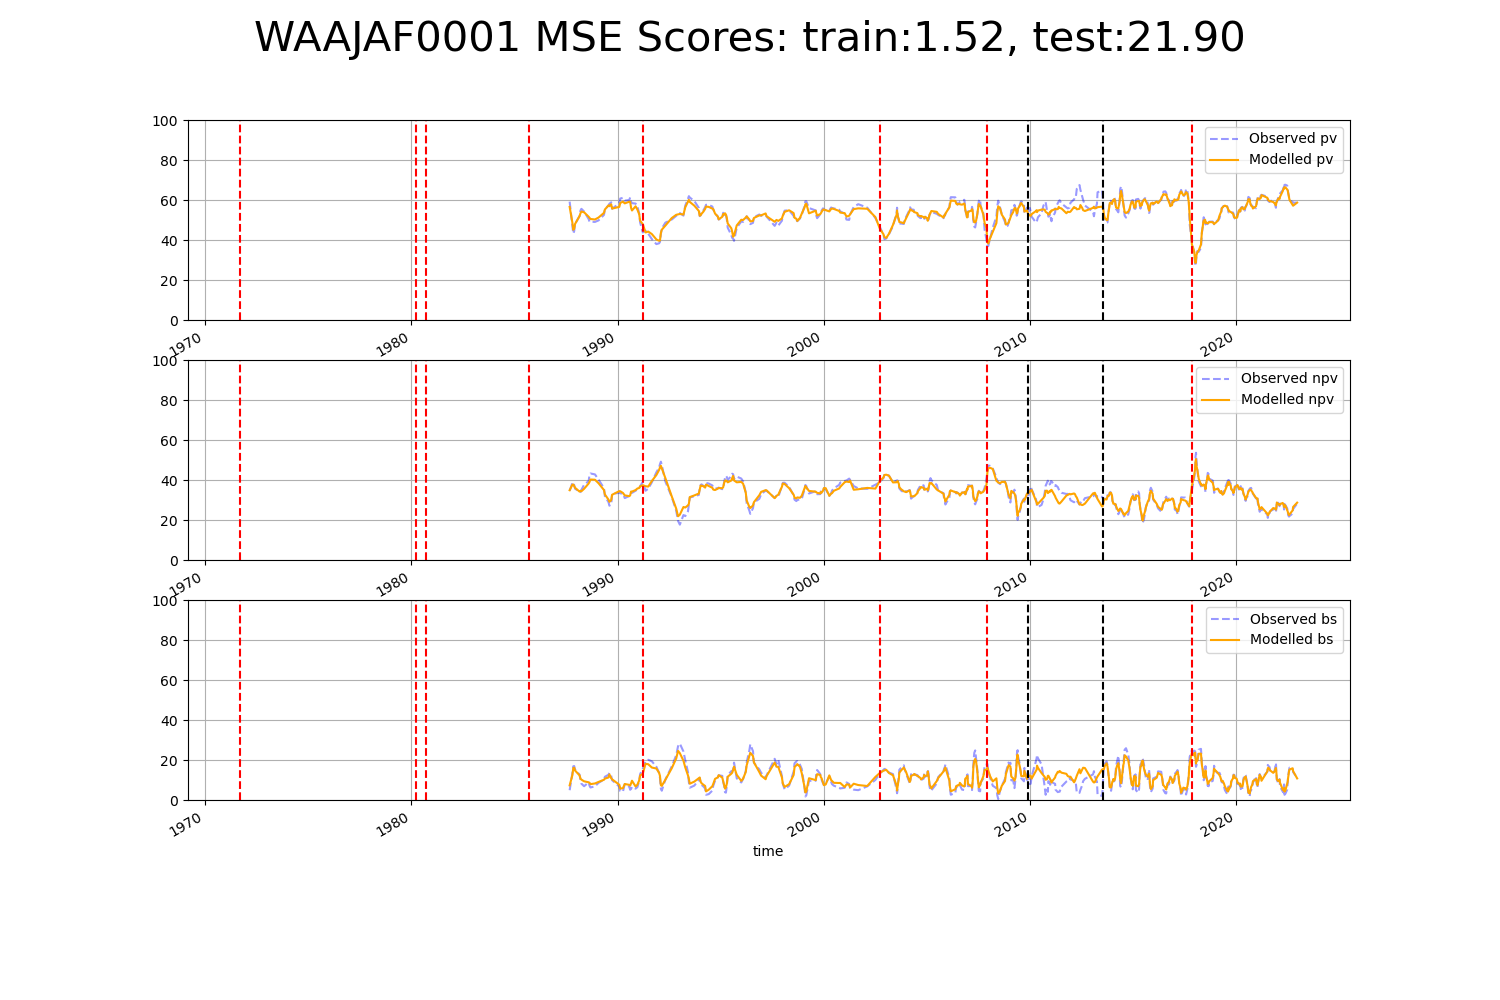 WAAJAF0001 MSE Scores: train:1.52, test:21.90
100
80
60
40
20
0
Observed pv
Modelled pv
1970 1980 1990 2000 2010 2020
100
80
60
40
20
0
Observed npv
Modelled npv
1970 1980 1990 2000 2010 2020
100
80
60
40
20
0
Observed bs
Modelled bs
1970 1980 1990 2000 2010 2020
time